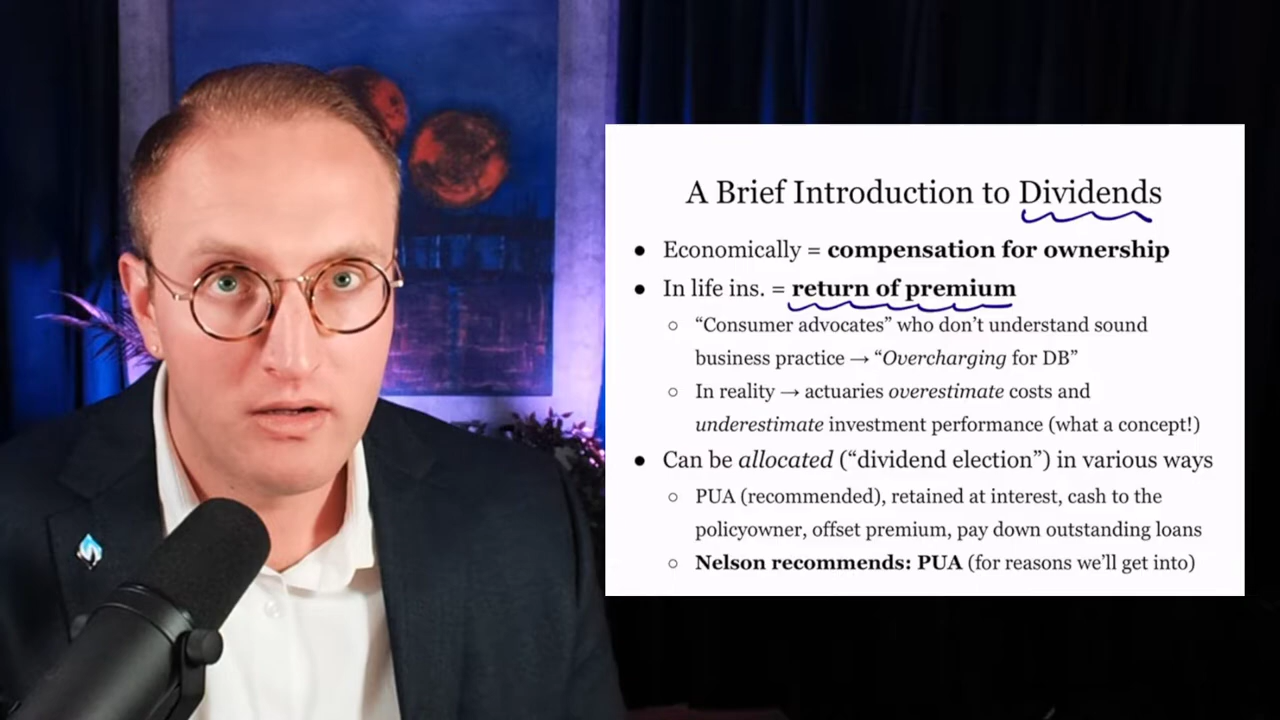 A Brief Introduction to Dividends
● Economically = compensation for ownership
● In life ins. = return of premium
○ “Consumer advocates” who don’t understand sound
business practice → “Overcharging for DB”
○ In reality → actuaries overestimate costs and
underestimate investment performance (what a concept!)
● Can be allocated (“dividend election”) in various ways
○ PUA (recommended), retained at interest, cash to the
policyowner, offset premium, pay down outstanding loans
○ Nelson recommends: PUA (for reasons we’ll get into)